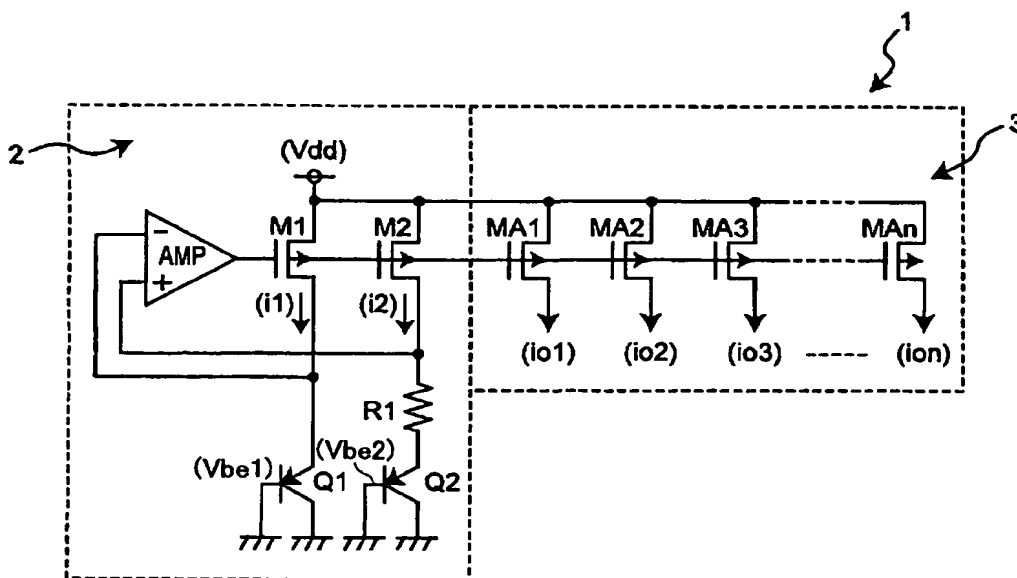 1
2
3
(Vdd)
M1
M2
MA1
MA2
MA3
MAn
−
AMP
+
(i1)
(i2)
(io1)
(io2)
(io3)
(ion)
R1
(Vbe1)
Q1
(Vbe2)
Q2